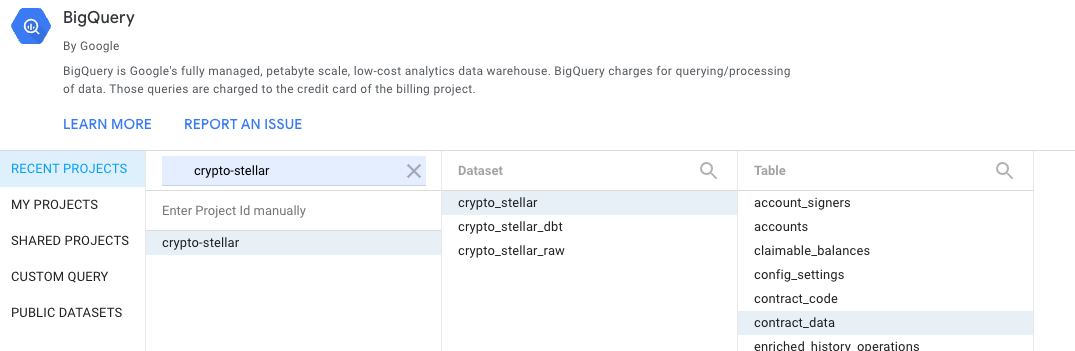 BigQuery
By Google
BigQuery is Google's fully managed, petabyte scale, low-cost analytics data warehouse. BigQuery charges for querying/processing
of data. Those queries are charged to the credit card of the billing project.
LEARN MORE REPORT AN ISSUE
RECENT PROJECTS
MY PROJECTS
SHARED PROJECTS
CUSTOM QUERY
PUBLIC DATASETS
crypto-stellar
Enter Project Id manually
crypto-stellar
Dataset
crypto_stellar
crypto_stellar_dbt
crypto_stellar_raw
Table
account_signers
accounts
claimable_balances
config_settings
contract_code
contract_data
enriched_history_operations